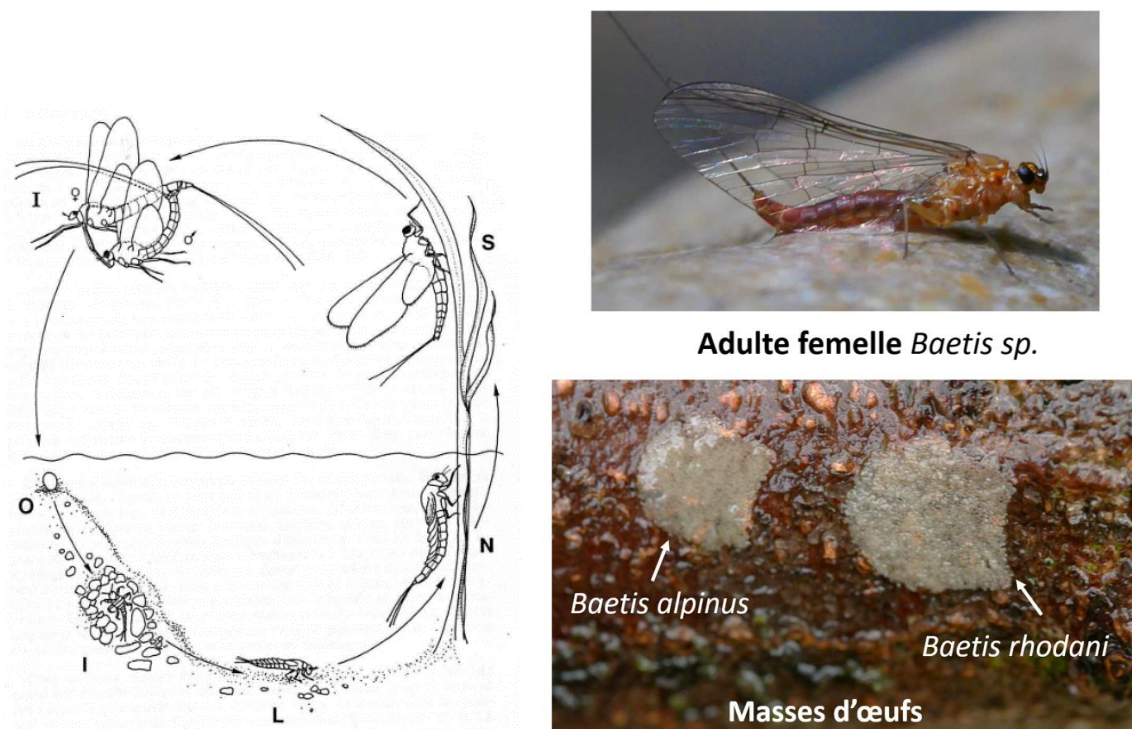 I
♀
♂
S
O
N
I
L
Adulte femelle Baetis sp.
Baetis alpinus
Baetis rhodani
Masses d'œufs